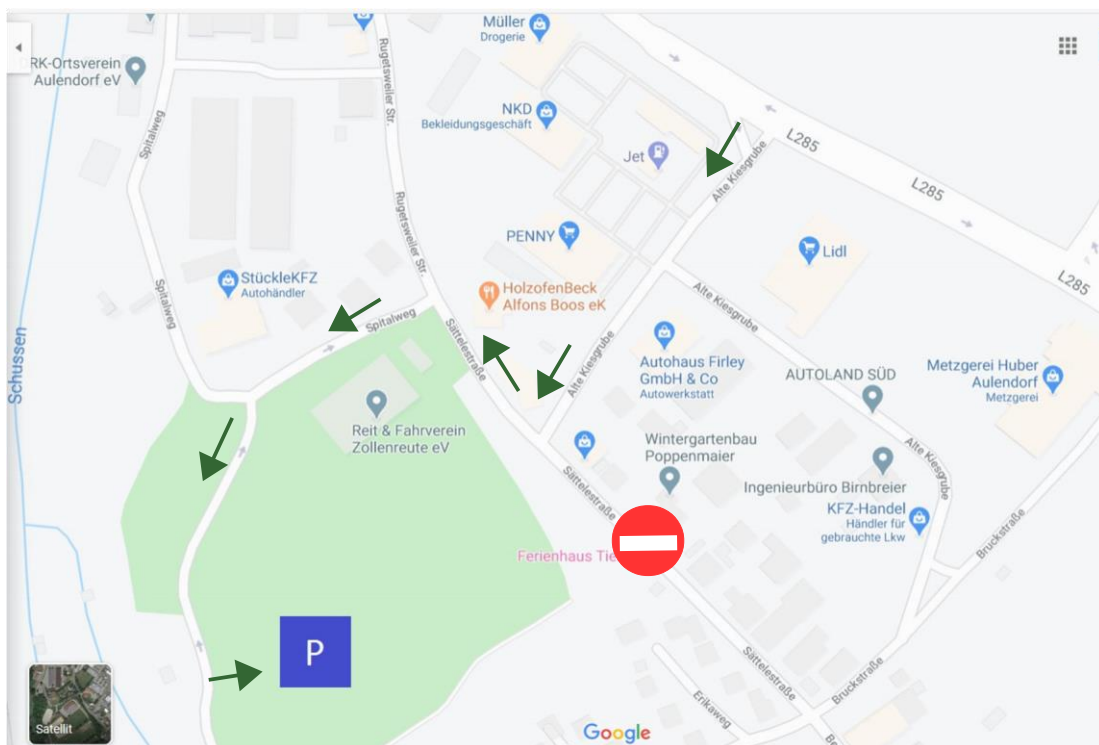 Müller
Drogerie
DRK-Ortsverein
Aulendorf eV
Rugetsweiler Str.
NKD
Bekleidungsgeschäft
Spitalweg
Jet
L285
Alte Kiesgrube
L285
PENNY
Lidl
Rugetsweiler Str.
StückleKFZ
Autohändler
HolzofenBeck
Alfons Boos eK
L285
Spitalweg
Spitalweg
Alte Kiesgrube
Schussen
Sättelestraße
Alte Kiesgrube
Autohaus Firley
GmbH & Co
Autowerkstatt
AUTOLAND SÜD
Metzgerei Huber
Aulendorf
Metzgerei
Reit & Fahrverein
Zollenreute eV
Wintergartenbau
Poppenmaier
Alte Kiesgrube
Ingenieurbüro Birnbreier
Sättelestraße
KFZ-Handel
Händler für
gebrauchte Lkw
Bruckstraße
Ferienhaus Tie
P
Sättelestraße
Bruckstraße
Erikaweg
Satellit
Google
Be